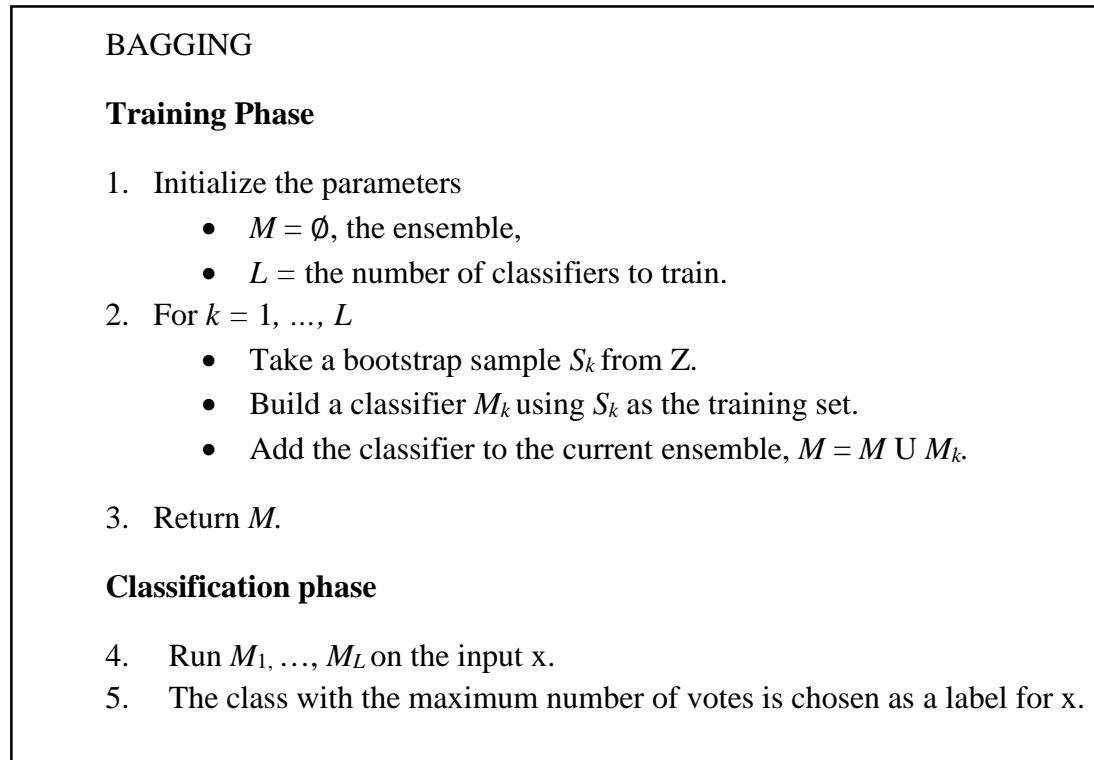 BAGGING
Training Phase
1. Initialize the parameters
• M = ∅, the ensemble,
• L = the number of classifiers to train.
2. For k = 1, ..., L
• Take a bootstrap sample Sk from Z.
• Build a classifier Mk using Sk as the training set.
• Add the classifier to the current ensemble, M = M U Mk.
3. Return M.
Classification phase
4. Run M1, …, ML on the input x.
5. The class with the maximum number of votes is chosen as a label for x.